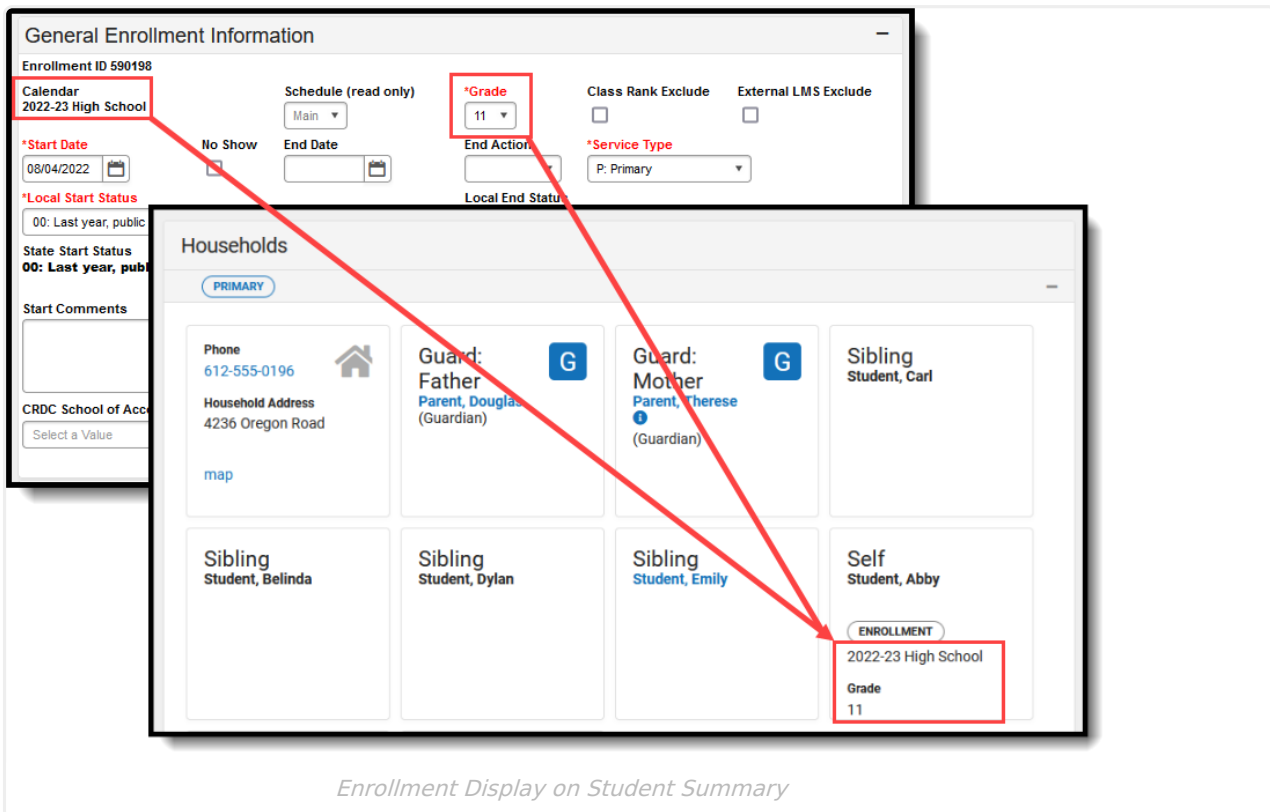 General Enrollment Information
Enrollment ID 590198
Calendar Schedule (read only) *Grade Class Rank Exclude External LMS Exclude
2022-23 High School
Main 11
*Start Date No Show End Date End Action *Service Type
08/04/2022 P: Primary
*Local Start Status Local End Status
00: Last year, public
State Start Status
00: Last year, publ
Start Comments
CRDC School of Acco
Select a Value
Households
PRIMARY
Phone
612-555-0196
Household Address
4236 Oregon Road
map
Guard:
Father
Parent, Douglas
(Guardian)
G
Guard:
Mother
Parent, Therese
(Guardian)
G
Sibling
Student, Carl
Sibling
Student, Belinda
Sibling
Student, Dylan
Sibling
Student, Emily
Self
Student, Abby
ENROLLMENT
2022-23 High School
Grade
11
Enrollment Display on Student Summary